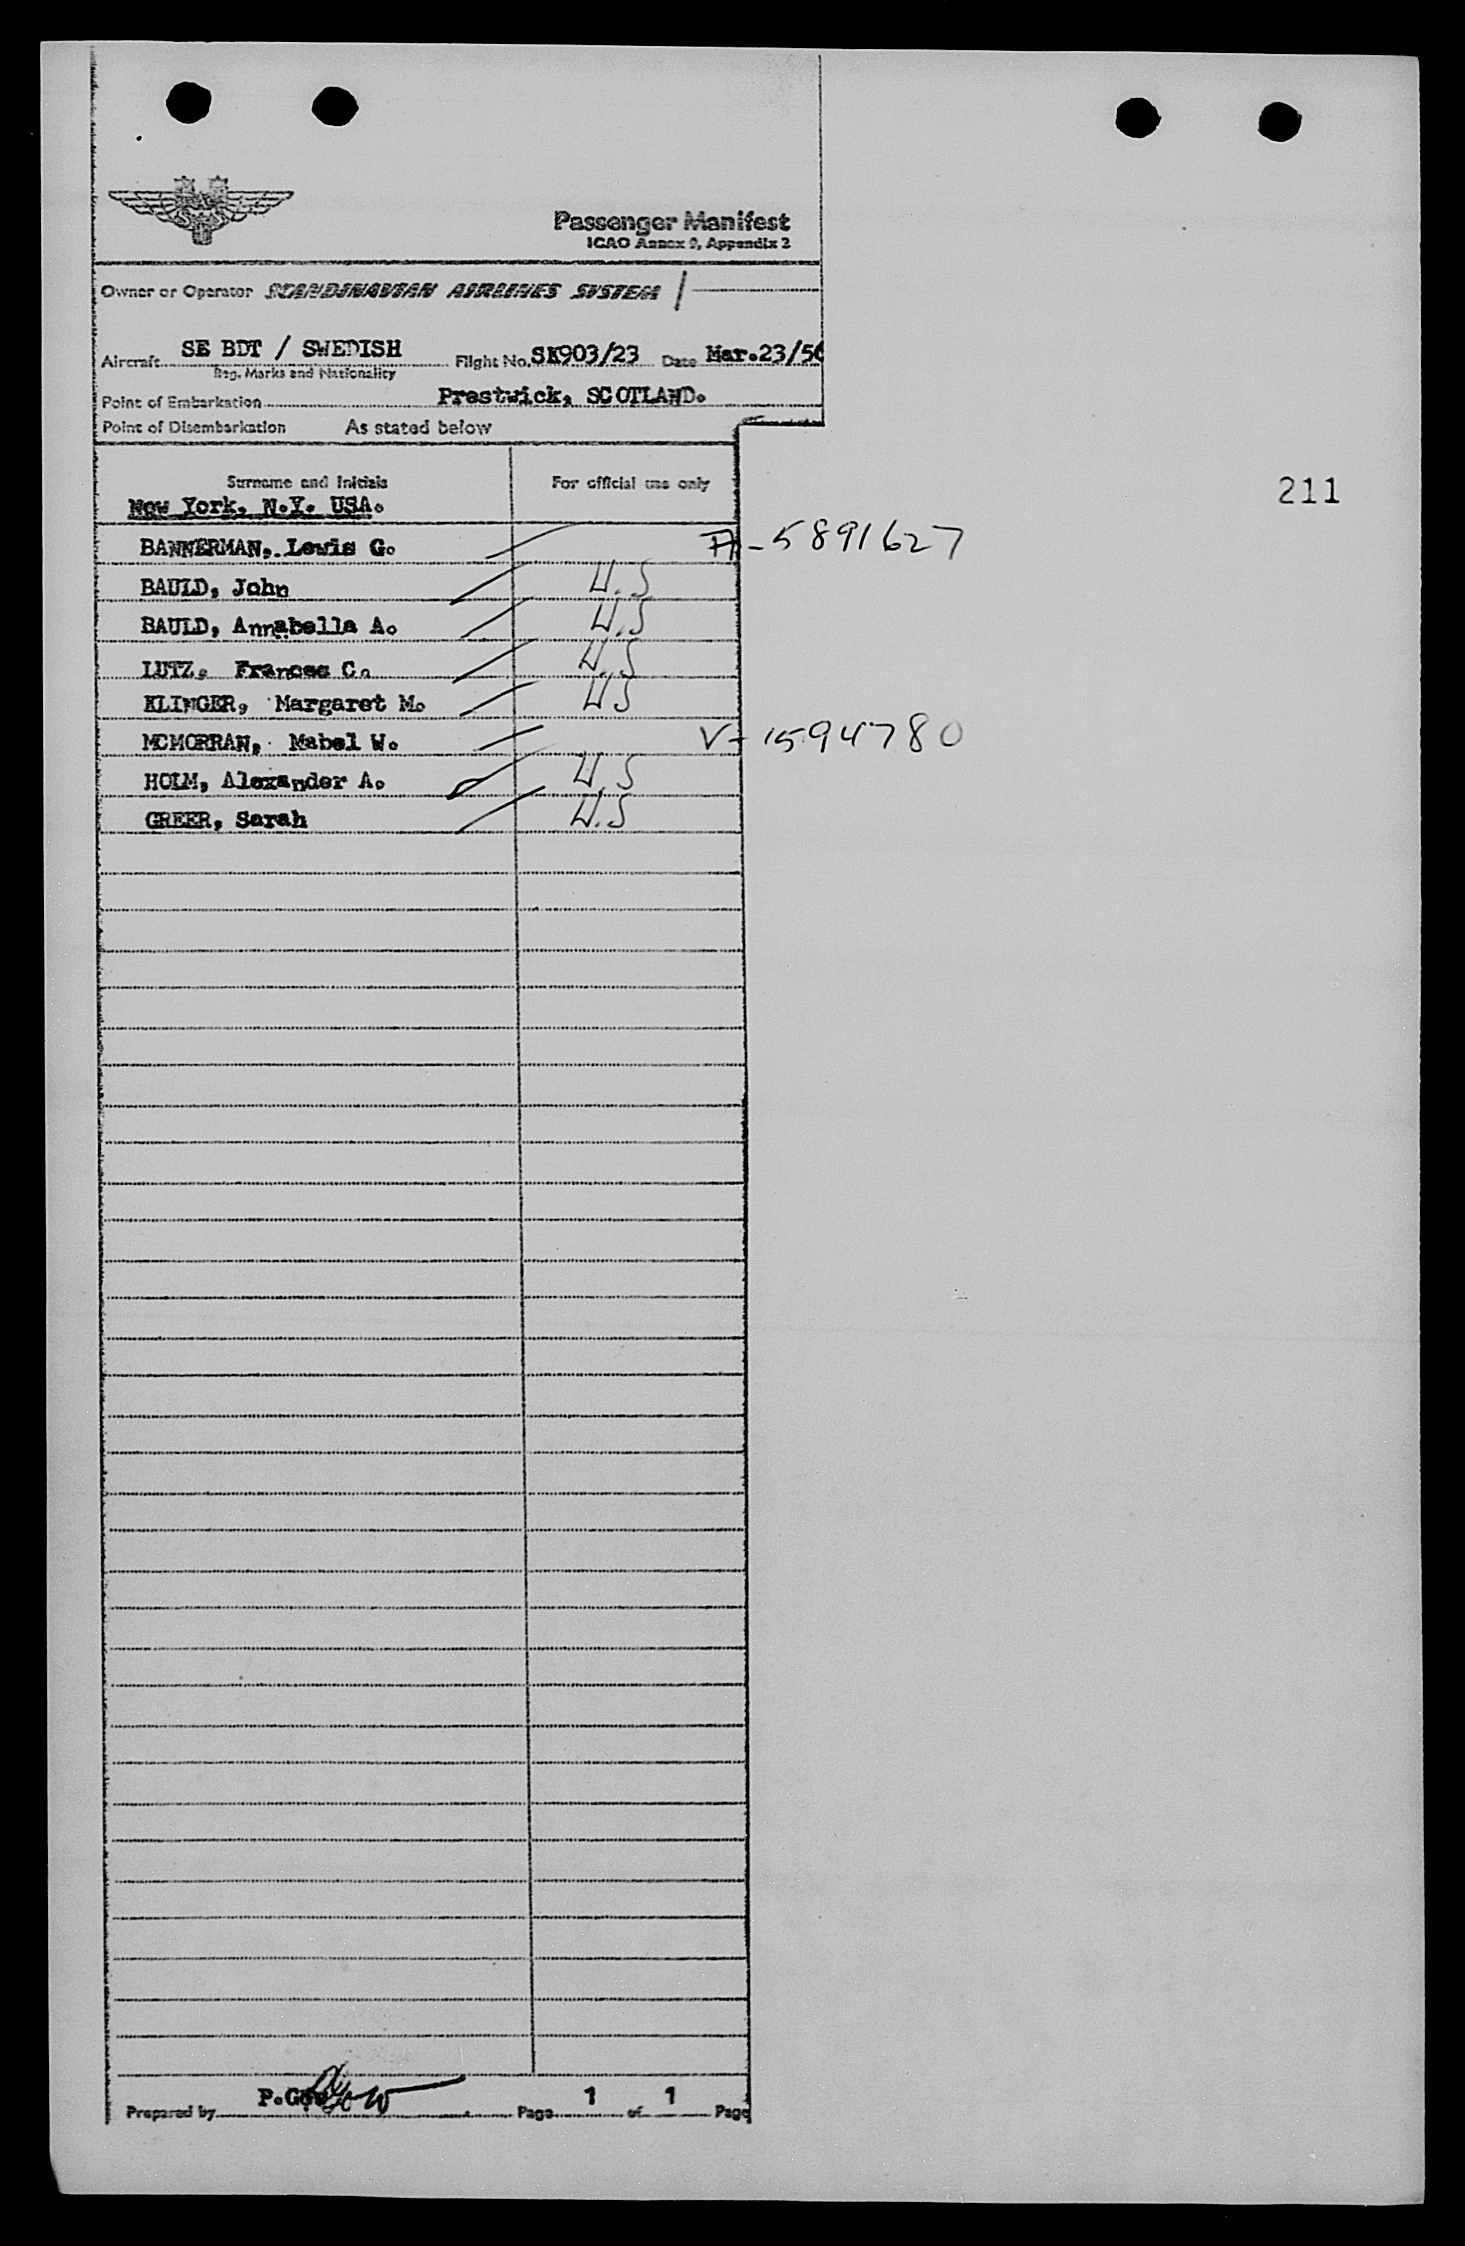 Passenger Manifest
ICAO Annex 9, Appendix 2
Owner or Operator SCANDINAVIAN AIRLINES SYSTEM /
Aircraft SE BDT / SWEDISH Flight No. SK903/23 Date Mar.23/56
Reg. Marks and Nationality
Point of Embarkation Prestwick, SCOTLAND.
Point of Disembarkation As stated below
Surname and Initials For official use only
New York, N.Y. USA.
211
BANNERMAN, Lewis G. A-5891627
BAULD, John U.S
BAULD, Annabella A. U.S
LUTZ, Frances C. U.S
KLINGER, Margaret M. US
MCMORRAN, Mabel W. V-1594780
HOLM, Alexander A. U.S
GREER, Sarah U.S
Prepared by P.Gow Page 1 of 1 Page